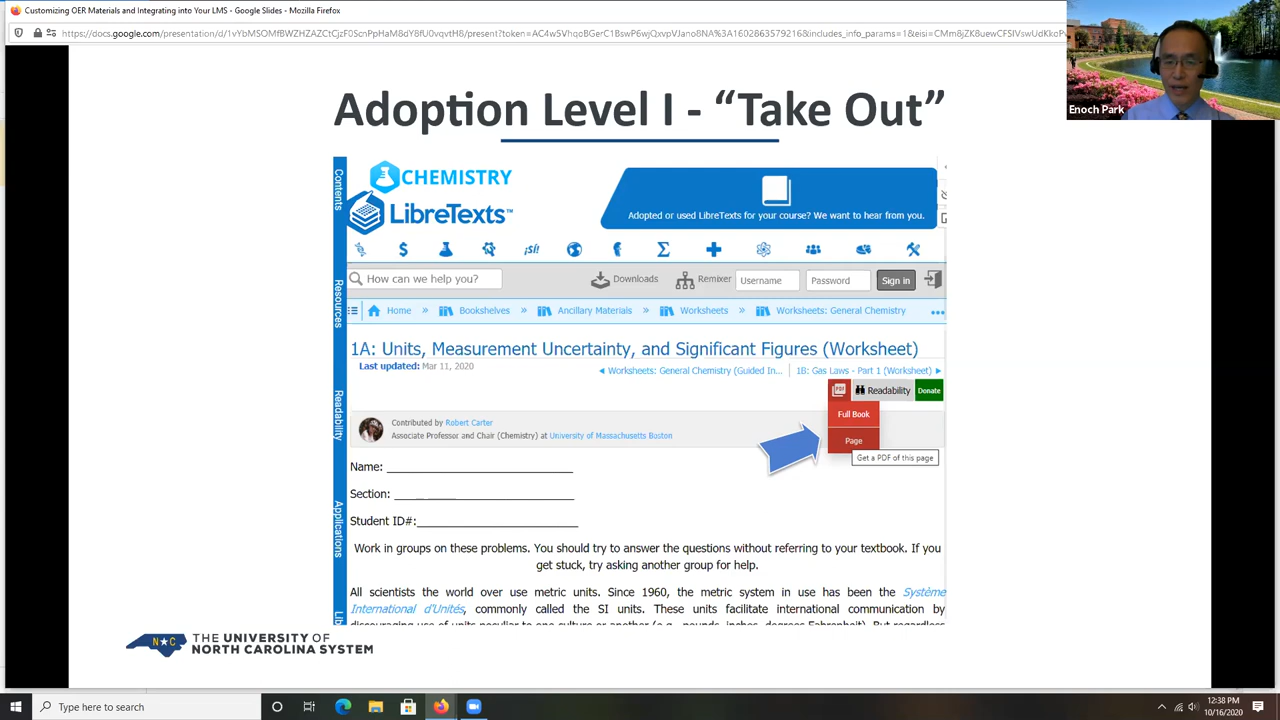 Customizing OER Materials and Integrating into Your LMS - Google Slides - Mozilla Firefox
Enoch Park
Adoption Level I - “Take Out”
Contents
Resources
Readability
Applications
CHEMISTRY
LibreTexts™
Adopted or used LibreTexts for your course? We want to hear from you.
$ ¡SÍ! Σ
How can we help you? Downloads Remixer Username Password Sign in
Home » Bookshelves » Ancillary Materials » Worksheets » Worksheets: General Chemistry •••
1A: Units, Measurement Uncertainty, and Significant Figures (Worksheet)
Last updated: Mar 11, 2020
◀ Worksheets: General Chemistry (Guided In... | 1B: Gas Laws - Part 1 (Worksheet) ▶
PDF Readability Donate
Full Book
Page
Get a PDF of this page
Contributed by Robert Carter
Associate Professor and Chair (Chemistry) at University of Massachusetts Boston
Name:
Section:
Student ID#:
Work in groups on these problems. You should try to answer the questions without referring to your textbook. If you
get stuck, try asking another group for help.
All scientists the world over use metric units. Since 1960, the metric system in use has been the Système
International d'Unités, commonly called the SI units. These units facilitate international communication by
N★C
THE UNIVERSITY OF
NORTH CAROLINA SYSTEM
Type here to search
12:38 PM
10/16/2020